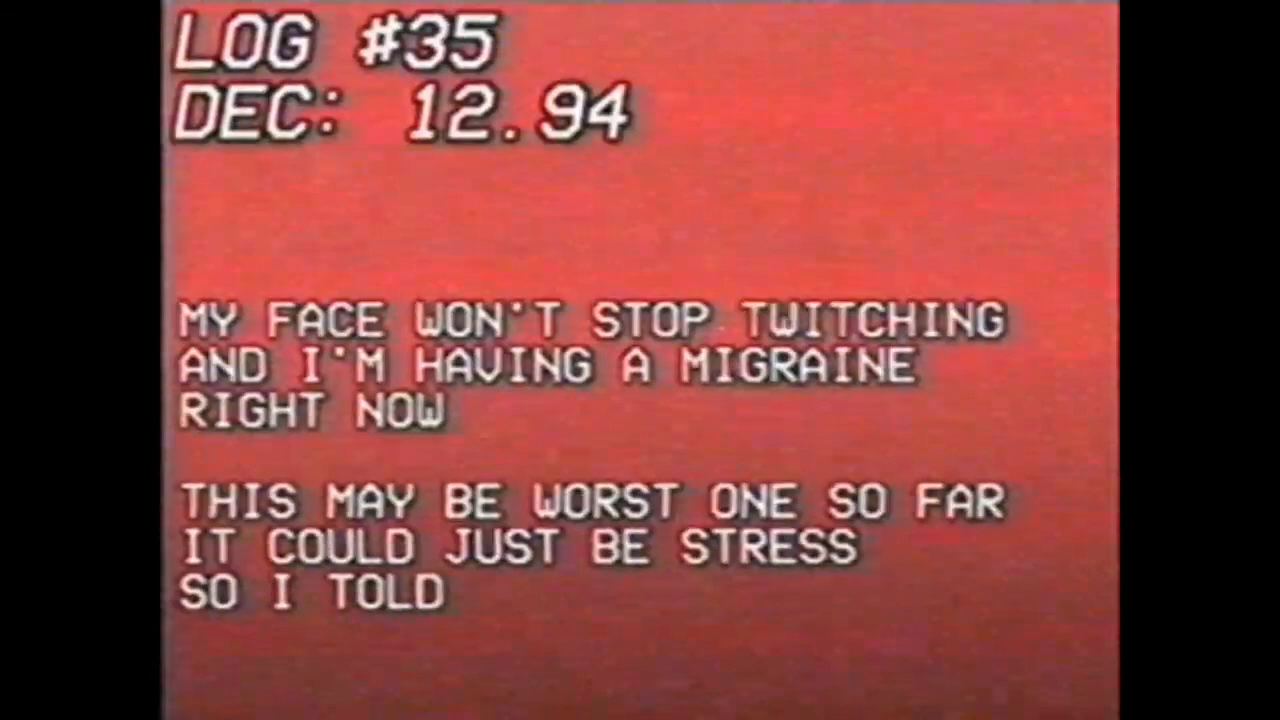 LOG #35
DEC: 12.94
MY FACE WON'T STOP TWITCHING
AND I'M HAVING A MIGRAINE
RIGHT NOW
THIS MAY BE WORST ONE SO FAR
IT COULD JUST BE STRESS
SO I TOLD